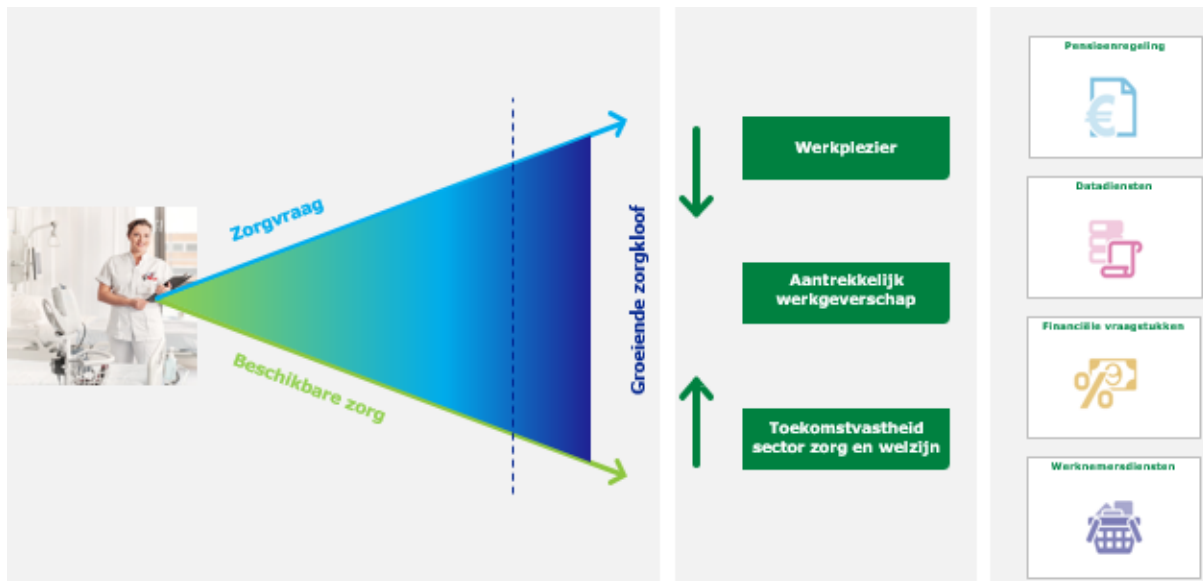 Zorgvraag
Beschikbare zorg
Groeiende zorgkloof
Werkplezier
Aantrekkelijk
werkgeverschap
Toekomstvastheid
sector zorg en welzijn
Pensioenregeling
Datadiensten
Financiële vraagstukken
Werknemersdiensten